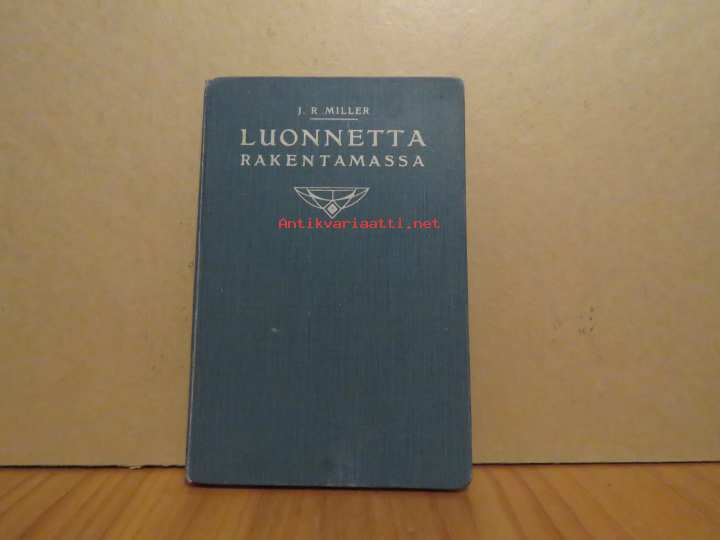 J. R. MILLER
LUONNETTA
RAKENTAMASSA
Antikvariaatti.net